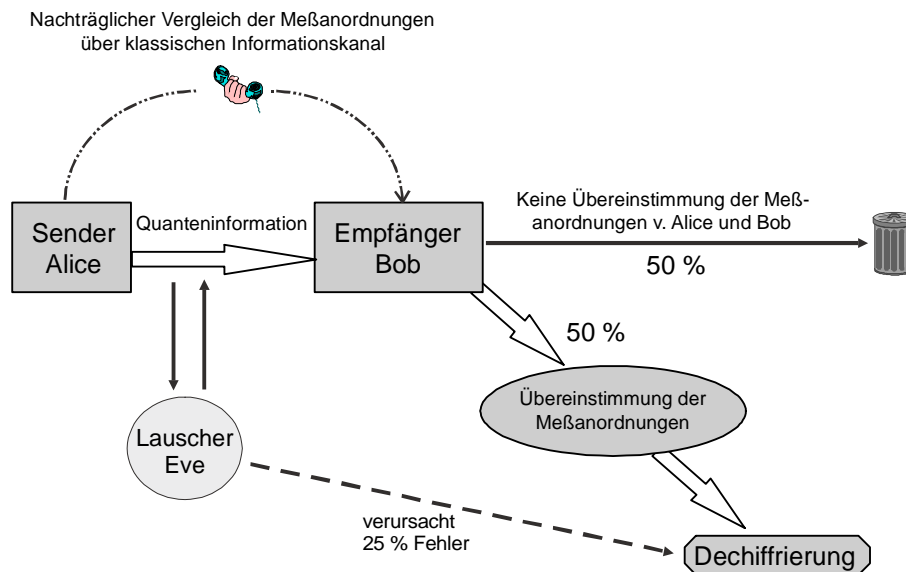 Nachträglicher Vergleich der Meßanordnungen
über klassischen Informationskanal
Sender
Alice
Quanteninformation
Empfänger
Bob
Keine Übereinstimmung der Meß-
anordnungen v. Alice und Bob
50 %
50 %
Übereinstimmung der
Meßanordnungen
Lauscher
Eve
verursacht
25 % Fehler
Dechiffrierung